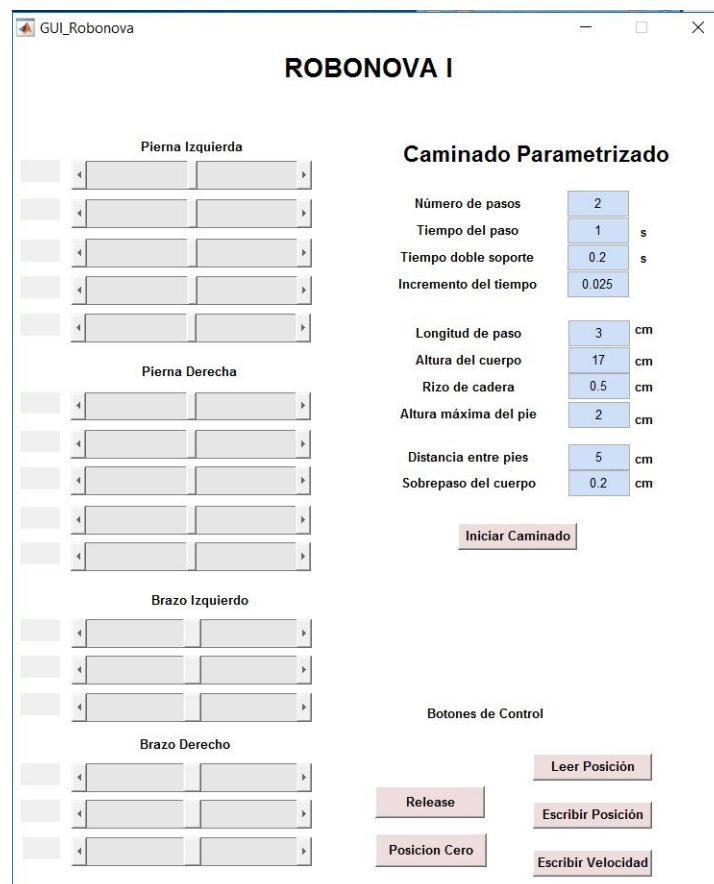 GUI_Robonova
ROBONOVA I
Pierna Izquierda
Pierna Derecha
Brazo Izquierdo
Brazo Derecho
Caminado Parametrizado
Número de pasos 2
Tiempo del paso 1 s
Tiempo doble soporte 0.2 s
Incremento del tiempo 0.025
Longitud de paso 3 cm
Altura del cuerpo 17 cm
Rizo de cadera 0.5 cm
Altura máxima del pie 2 cm
Distancia entre pies 5 cm
Sobrepaso del cuerpo 0.2 cm
Iniciar Caminado
Botones de Control
Leer Posición
Release
Escribir Posición
Posicion Cero
Escribir Velocidad